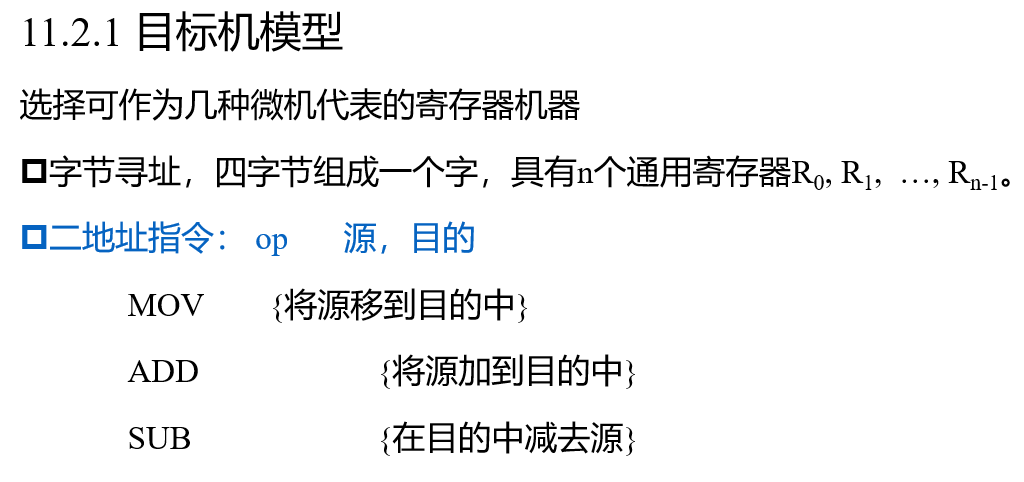 11.2.1 目标机模型
选择可作为几种微机代表的寄存器机器
字节寻址，四字节组成一个字，具有n个通用寄存器R0, R1, …, Rn-1。
二地址指令： op 源，目的
MOV {将源移到目的中}
ADD {将源加到目的中}
SUB {在目的中减去源}